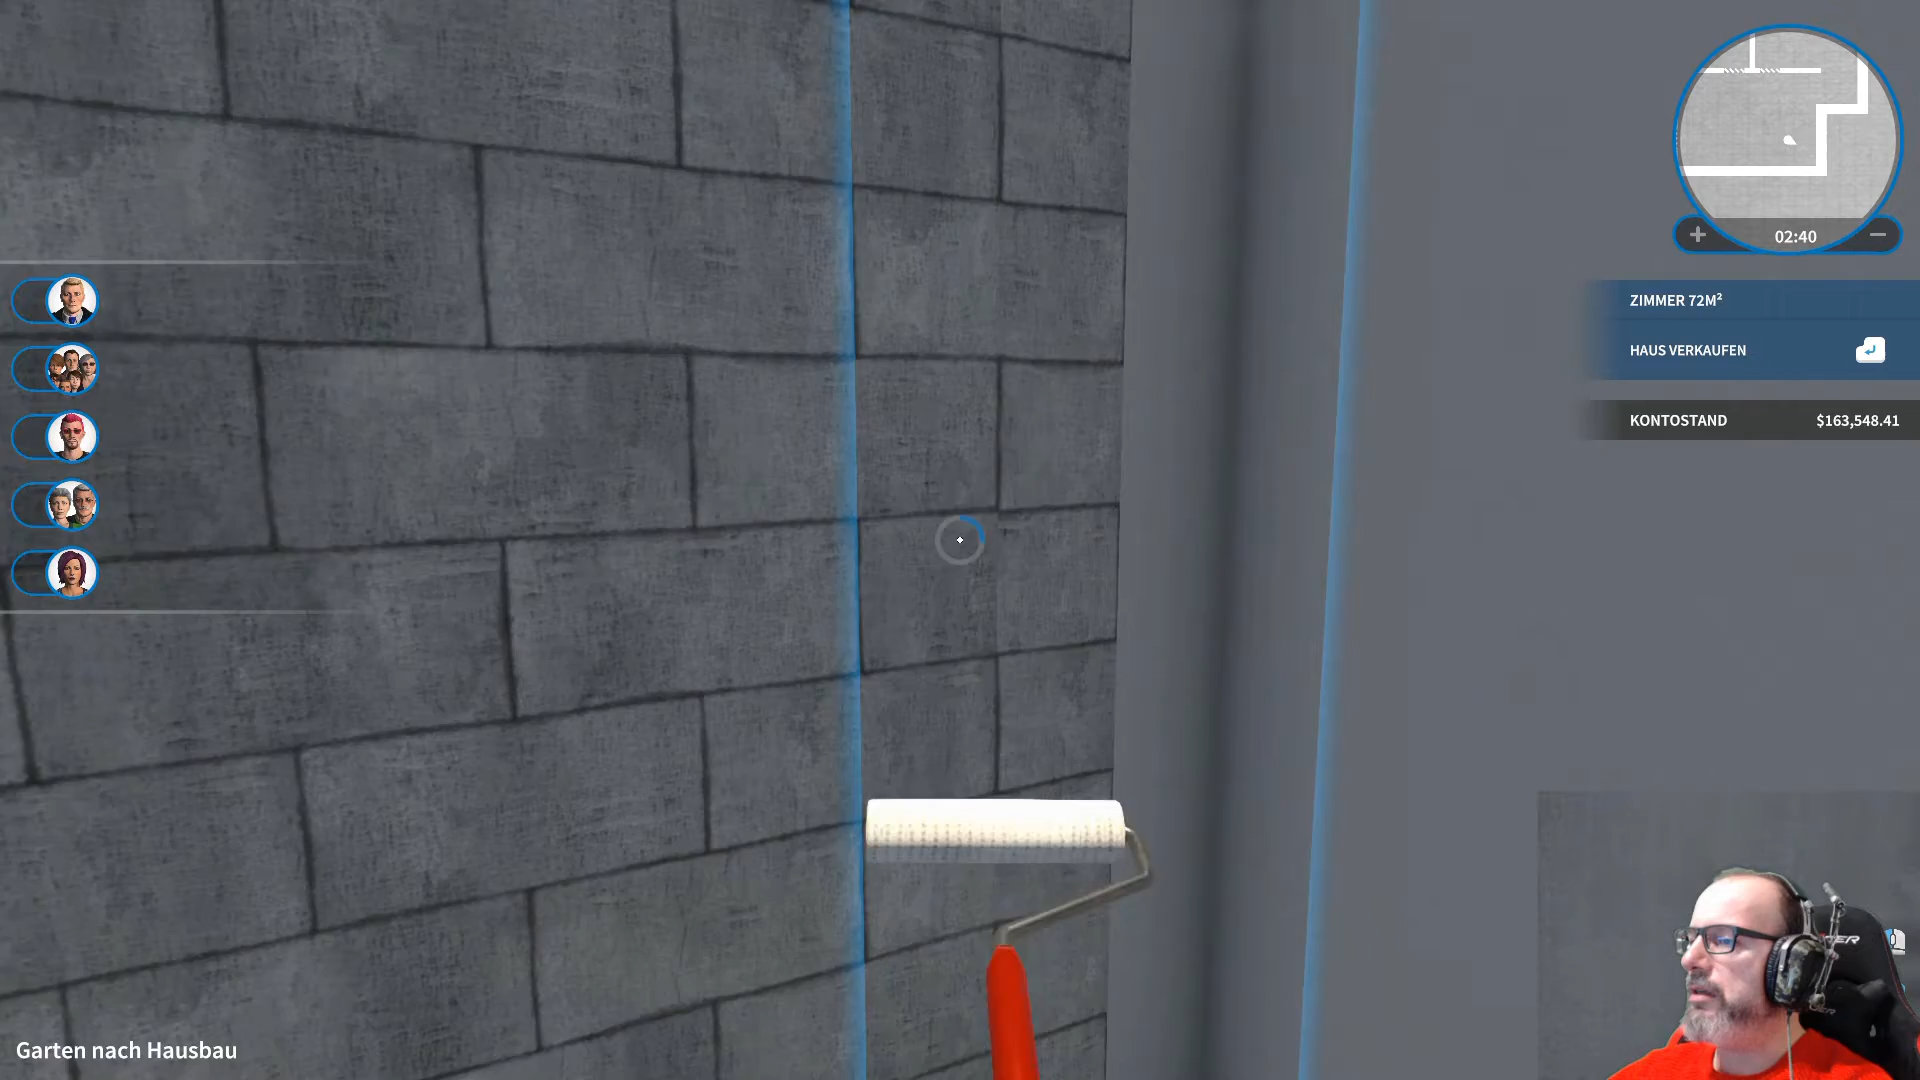 02:40
ZIMMER 72M²
HAUS VERKAUFEN
KONTOSTAND $163,548.41
Garten nach Hausbau